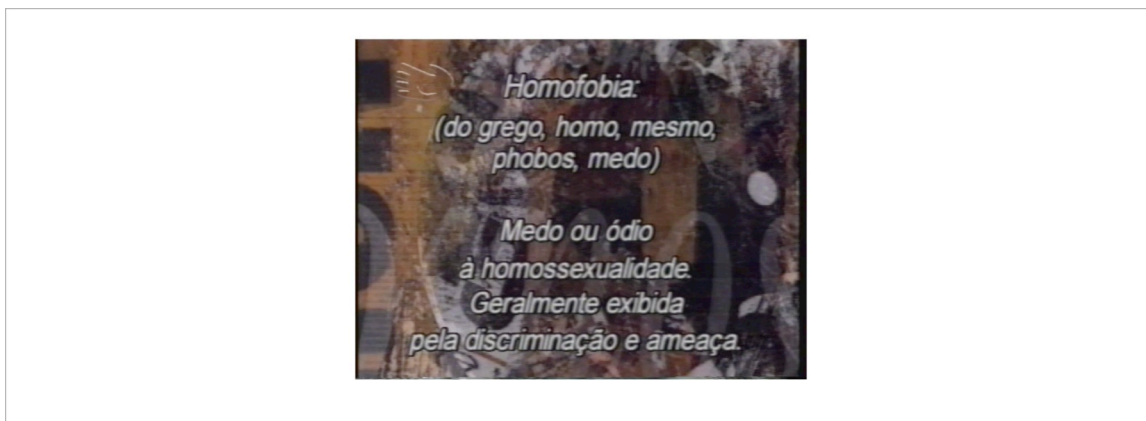 Homofobia:
(do grego, homo, mesmo,
phobos, medo)
Medo ou ódio
à homossexualidade.
Geralmente exibida
pela discriminação e ameaça.